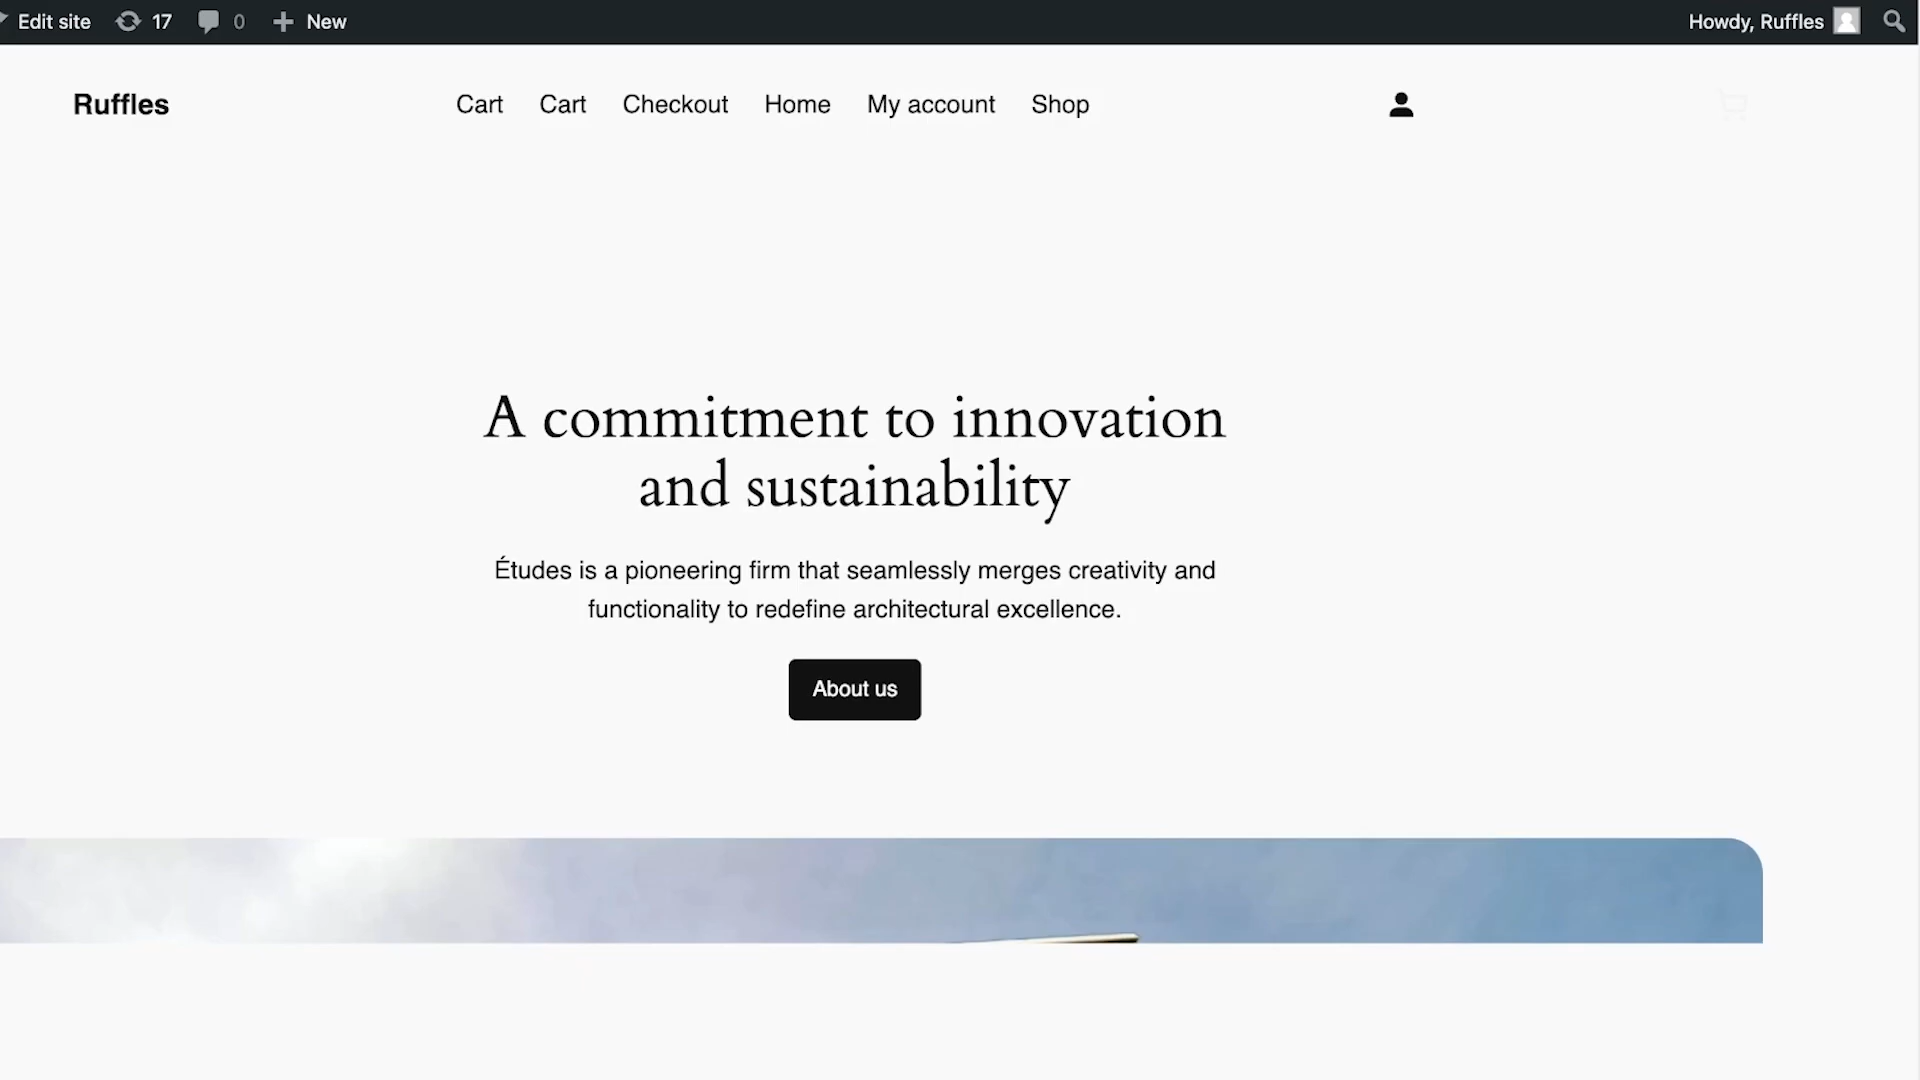 Edit site 17 0 New Howdy, Ruffles
Ruffles Cart Cart Checkout Home My account Shop
A commitment to innovation
and sustainability
Études is a pioneering firm that seamlessly merges creativity and
functionality to redefine architectural excellence.
About us